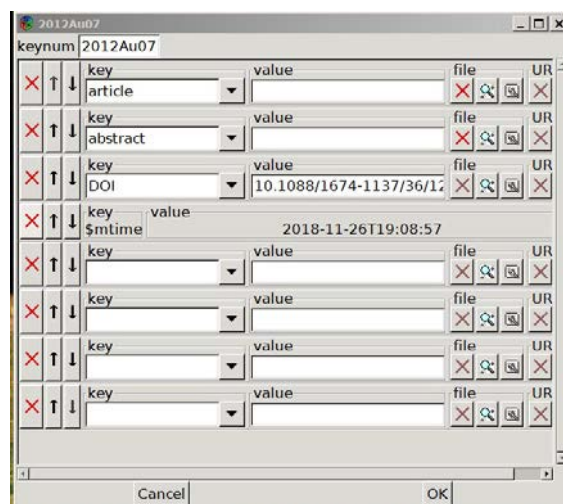 2012Au07
keynum 2012Au07
key value file UR
article
key value file UR
abstract
key value file UR
DOI 10.1088/1674-1137/36/12
key value
$mtime 2018-11-26T19:08:57
key value file UR
key value file UR
key value file UR
key value file UR
Cancel OK